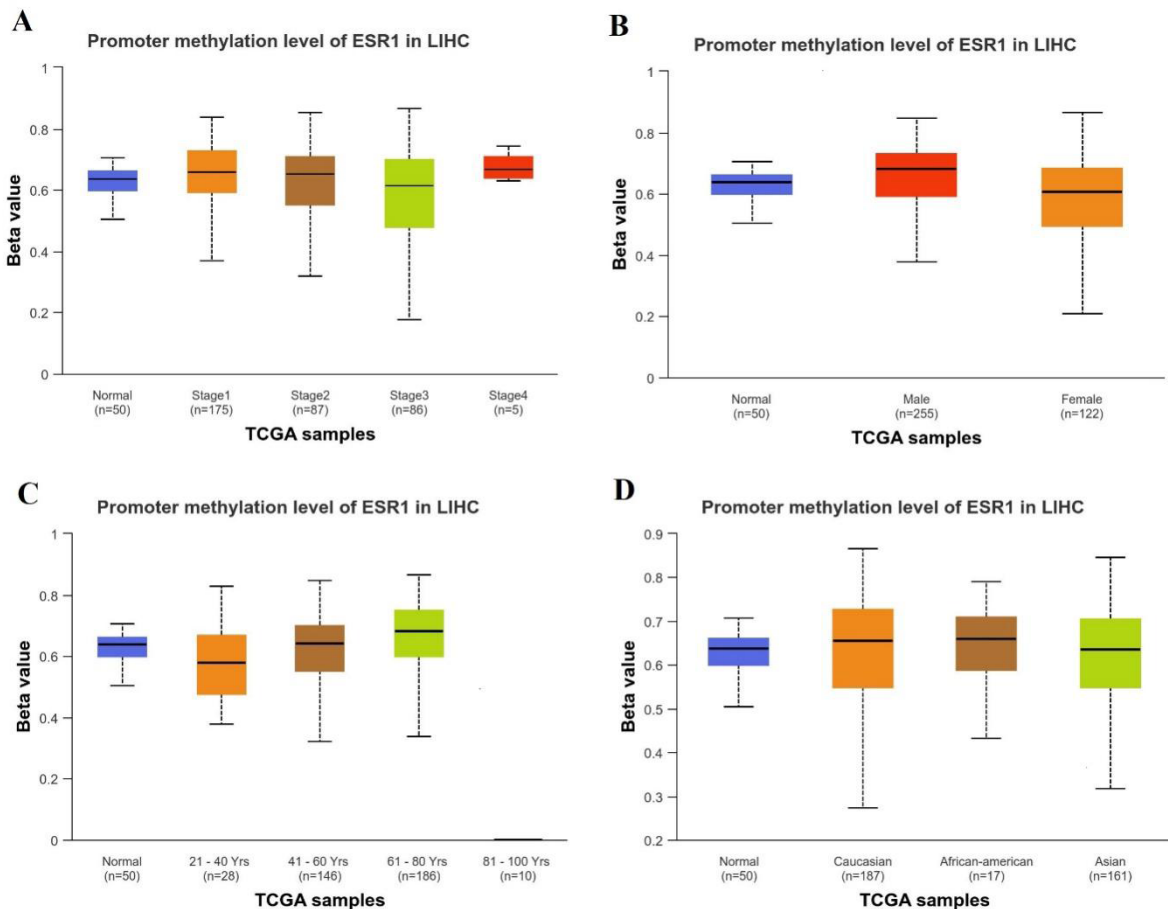 A
Promoter methylation level of ESR1 in LIHC
Beta value
1
0.8
0.6
0.4
0.2
0
Normal (n=50)
Stage1 (n=175)
Stage2 (n=87)
Stage3 (n=86)
Stage4 (n=5)
TCGA samples
B
Promoter methylation level of ESR1 in LIHC
Beta value
1
0.8
0.6
0.4
0.2
0
Normal (n=50)
Male (n=255)
Female (n=122)
TCGA samples
C
Promoter methylation level of ESR1 in LIHC
Beta value
1
0.8
0.6
0.4
0.2
0
Normal (n=50)
21 - 40 Yrs (n=28)
41 - 60 Yrs (n=146)
61 - 80 Yrs (n=186)
81 - 100 Yrs (n=10)
TCGA samples
D
Promoter methylation level of ESR1 in LIHC
Beta value
0.9
0.8
0.7
0.6
0.5
0.4
0.3
0.2
Normal (n=50)
Caucasian (n=187)
African-american (n=17)
Asian (n=161)
TCGA samples